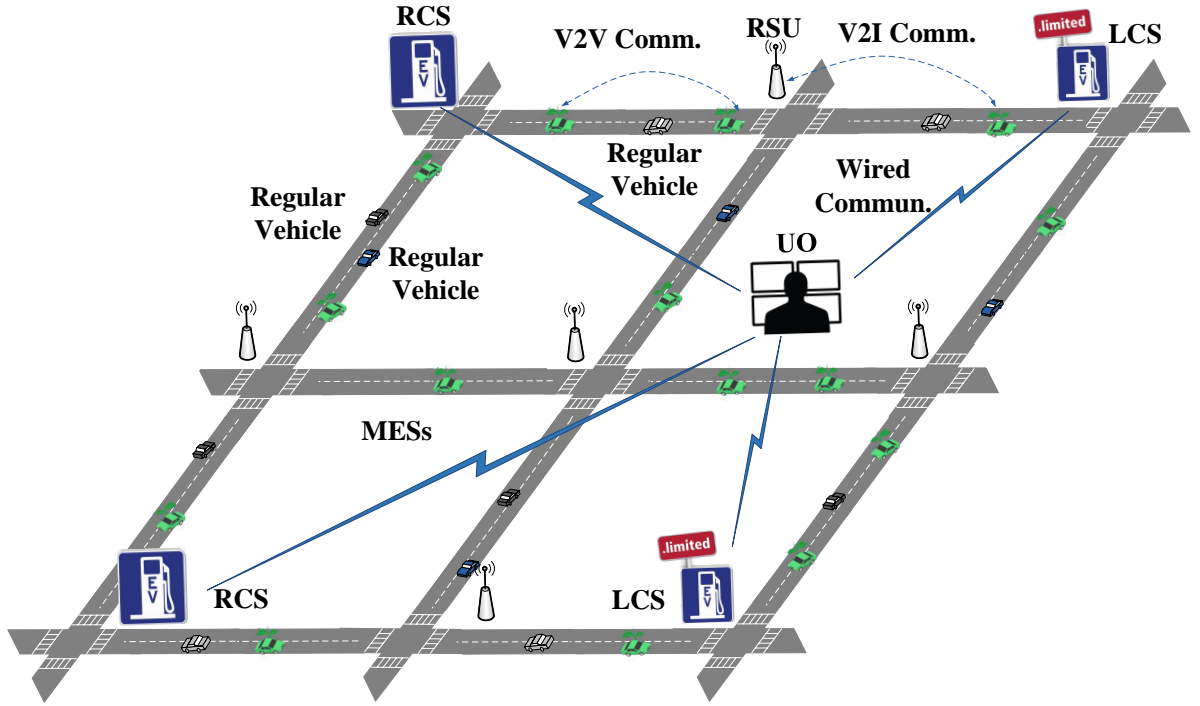 RCS
V2V Comm.
RSU
V2I Comm.
.limited
LCS
EV
EV
Regular
Vehicle
Wired
Commun.
Regular
Vehicle
Regular
Vehicle
UO
MESs
.limited
EV
RCS
LCS
EV